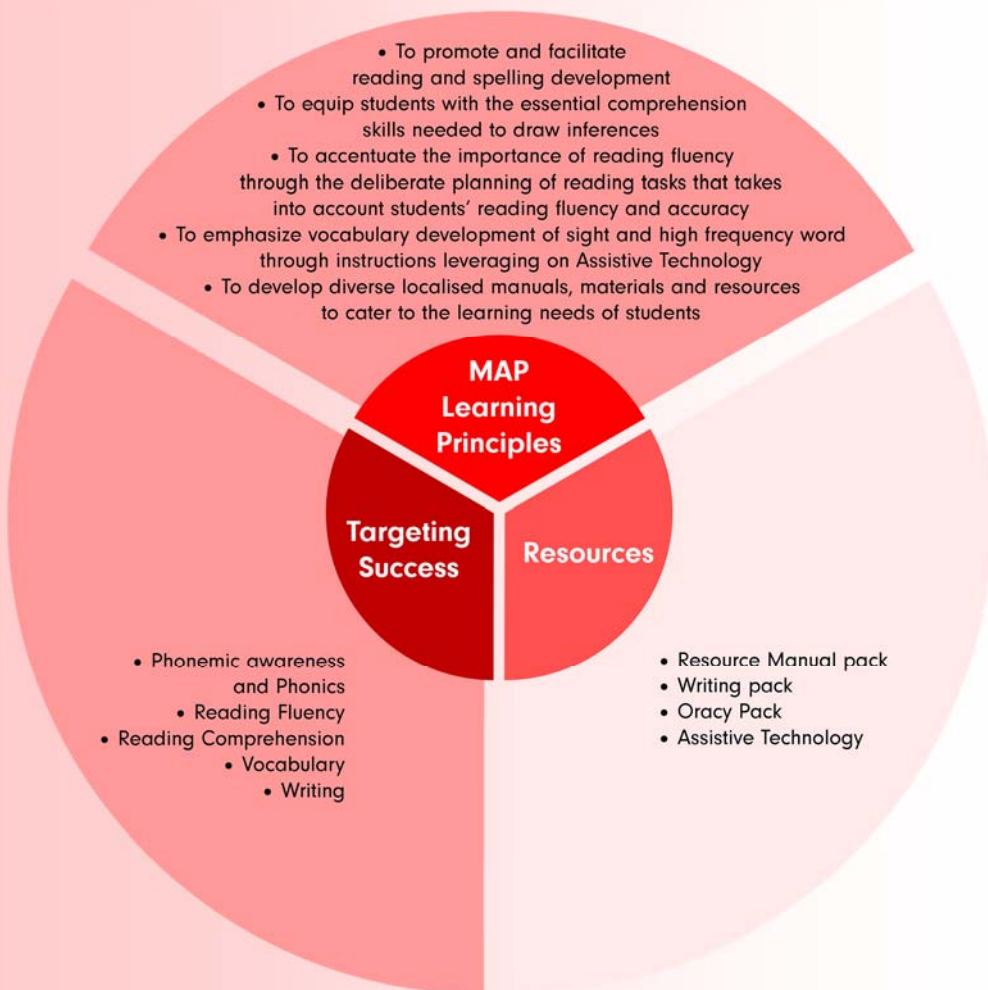 • To promote and facilitate
reading and spelling development
• To equip students with the essential comprehension
skills needed to draw inferences
• To accentuate the importance of reading fluency
through the deliberate planning of reading tasks that takes
into account students’ reading fluency and accuracy
• To emphasize vocabulary development of sight and high frequency word
through instructions leveraging on Assistive Technology
• To develop diverse localised manuals, materials and resources
to cater to the learning needs of students
MAP
Learning
Principles
Targeting
Success
Resources
• Phonemic awareness
and Phonics
• Reading Fluency
• Reading Comprehension
• Vocabulary
• Writing
• Resource Manual pack
• Writing pack
• Oracy Pack
• Assistive Technology